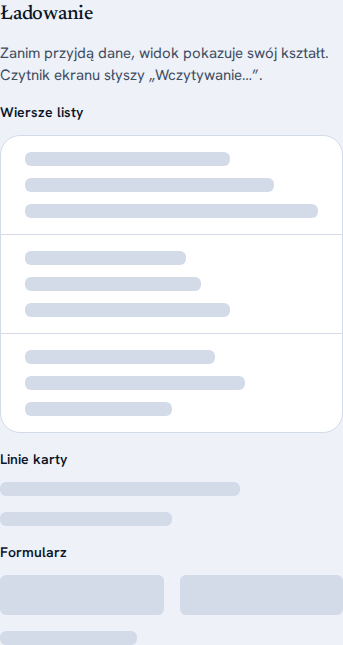 Ładowanie
Zanim przyjdą dane, widok pokazuje swój kształt.
Czytnik ekranu słyszy „Wczytywanie…”.
Wiersze listy
Linie karty
Formularz